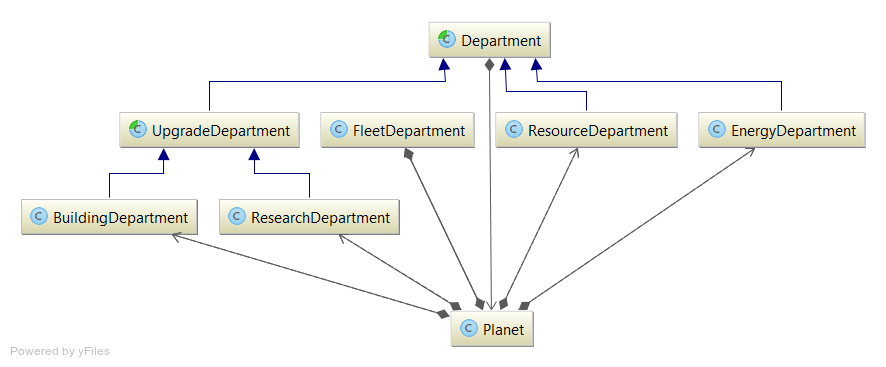 C Department
C UpgradeDepartment
C FleetDepartment
C ResourceDepartment
C EnergyDepartment
C BuildingDepartment
C ResearchDepartment
C Planet
Powered by yFiles